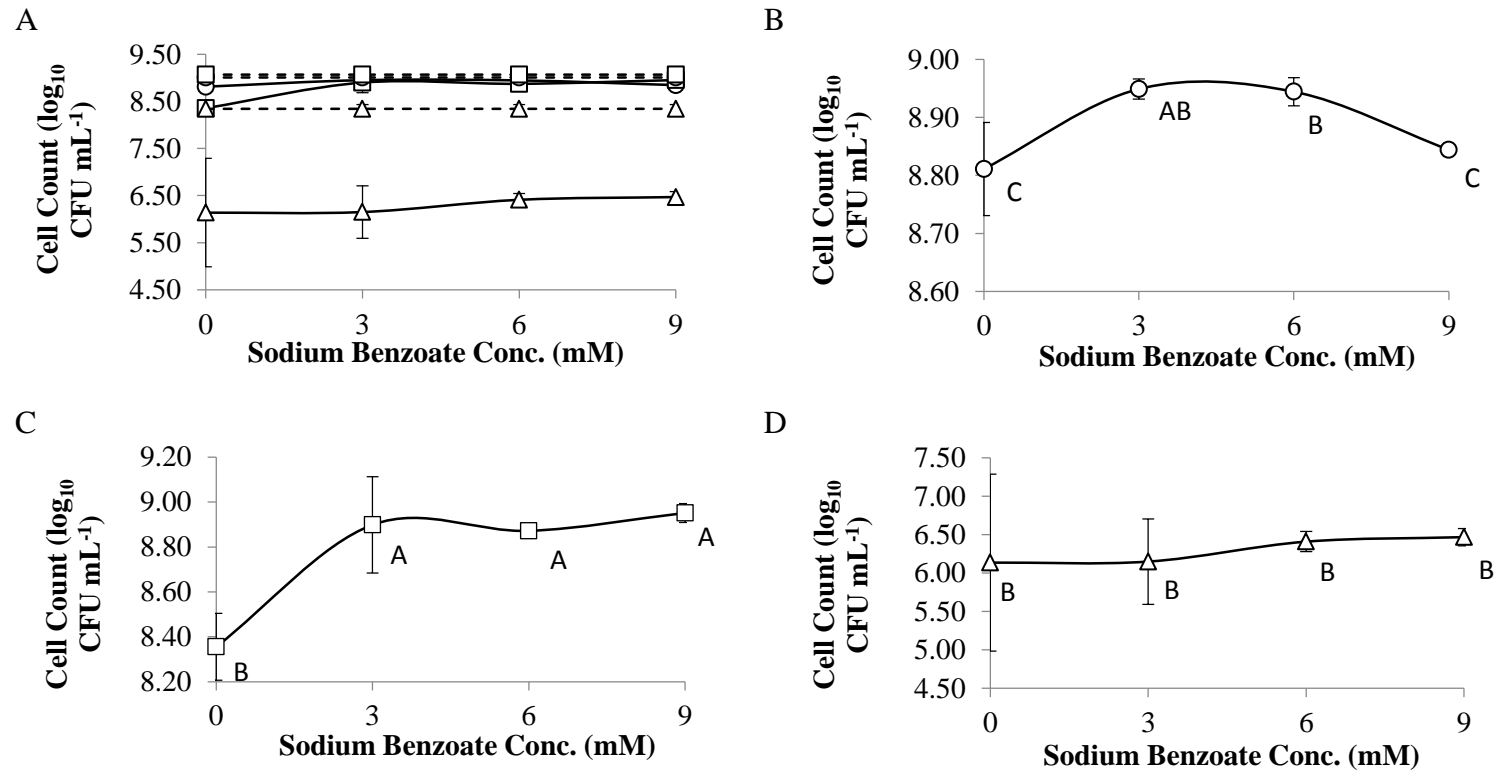 A
Cell Count (log10
CFU mL-1)
9.50
8.50
7.50
6.50
5.50
4.50
0 3 6 9
Sodium Benzoate Conc. (mM)
B
Cell Count (log10
CFU mL-1)
9.00
8.90
8.80
8.70
8.60
C
AB
B
C
0 3 6 9
Sodium Benzoate Conc. (mM)
C
Cell Count (log10
CFU mL-1)
9.20
9.00
8.80
8.60
8.40
8.20
B
A
A
A
0 3 6 9
Sodium Benzoate Conc. (mM)
D
Cell Count (log10
CFU mL-1)
7.50
7.00
6.50
6.00
5.50
5.00
4.50
B
B
B
B
0 3 6 9
Sodium Benzoate Conc. (mM)